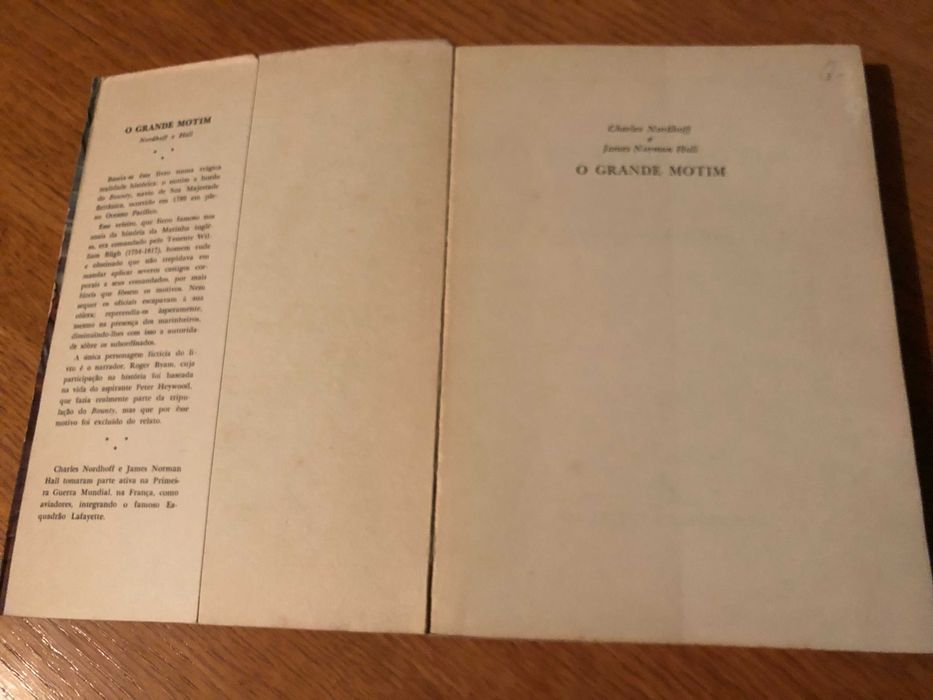 O GRANDE MOTIM
Nordhoff e Hall
Baseia-se êste livro numa trágica
realidade histórica: o motim a bordo
do Bounty, navio de Sua Majestade
Britânica, ocorrido em 1789 em ple-
no Oceano Pacífico.
Esse veleiro, que ficou famoso nos
anais da história da Marinha inglê-
sa, era comandado pelo Tenente Wil-
liam Bligh (1754-1817), homem rude
e obstinado que não trepidava em
mandar aplicar severos castigos cor-
porais a seus comandados, por mais
fúteis que fôssem os motivos. Nem
sequer os oficiais escapavam à sua
cólera; repreendia-os àsperamente,
mesmo na presença dos marinheiros,
diminuindo-lhes com isso a autorida-
de sôbre os subordinados.
A única personagem fictícia do li-
vro é o narrador, Roger Byam, cuja
participação na história foi baseada
na vida do aspirante Peter Heywood,
que fazia realmente parte da tripu-
lação do Bounty, mas que por êsse
motivo foi excluído do relato.
Charles Nordhoff e James Norman
Hall tomaram parte ativa na Primei-
ra Guerra Mundial, na França, como
aviadores, integrando o famoso Es-
quadrão Lafayette.
Charles Nordhoff
e
James Norman Hall
O GRANDE MOTIM